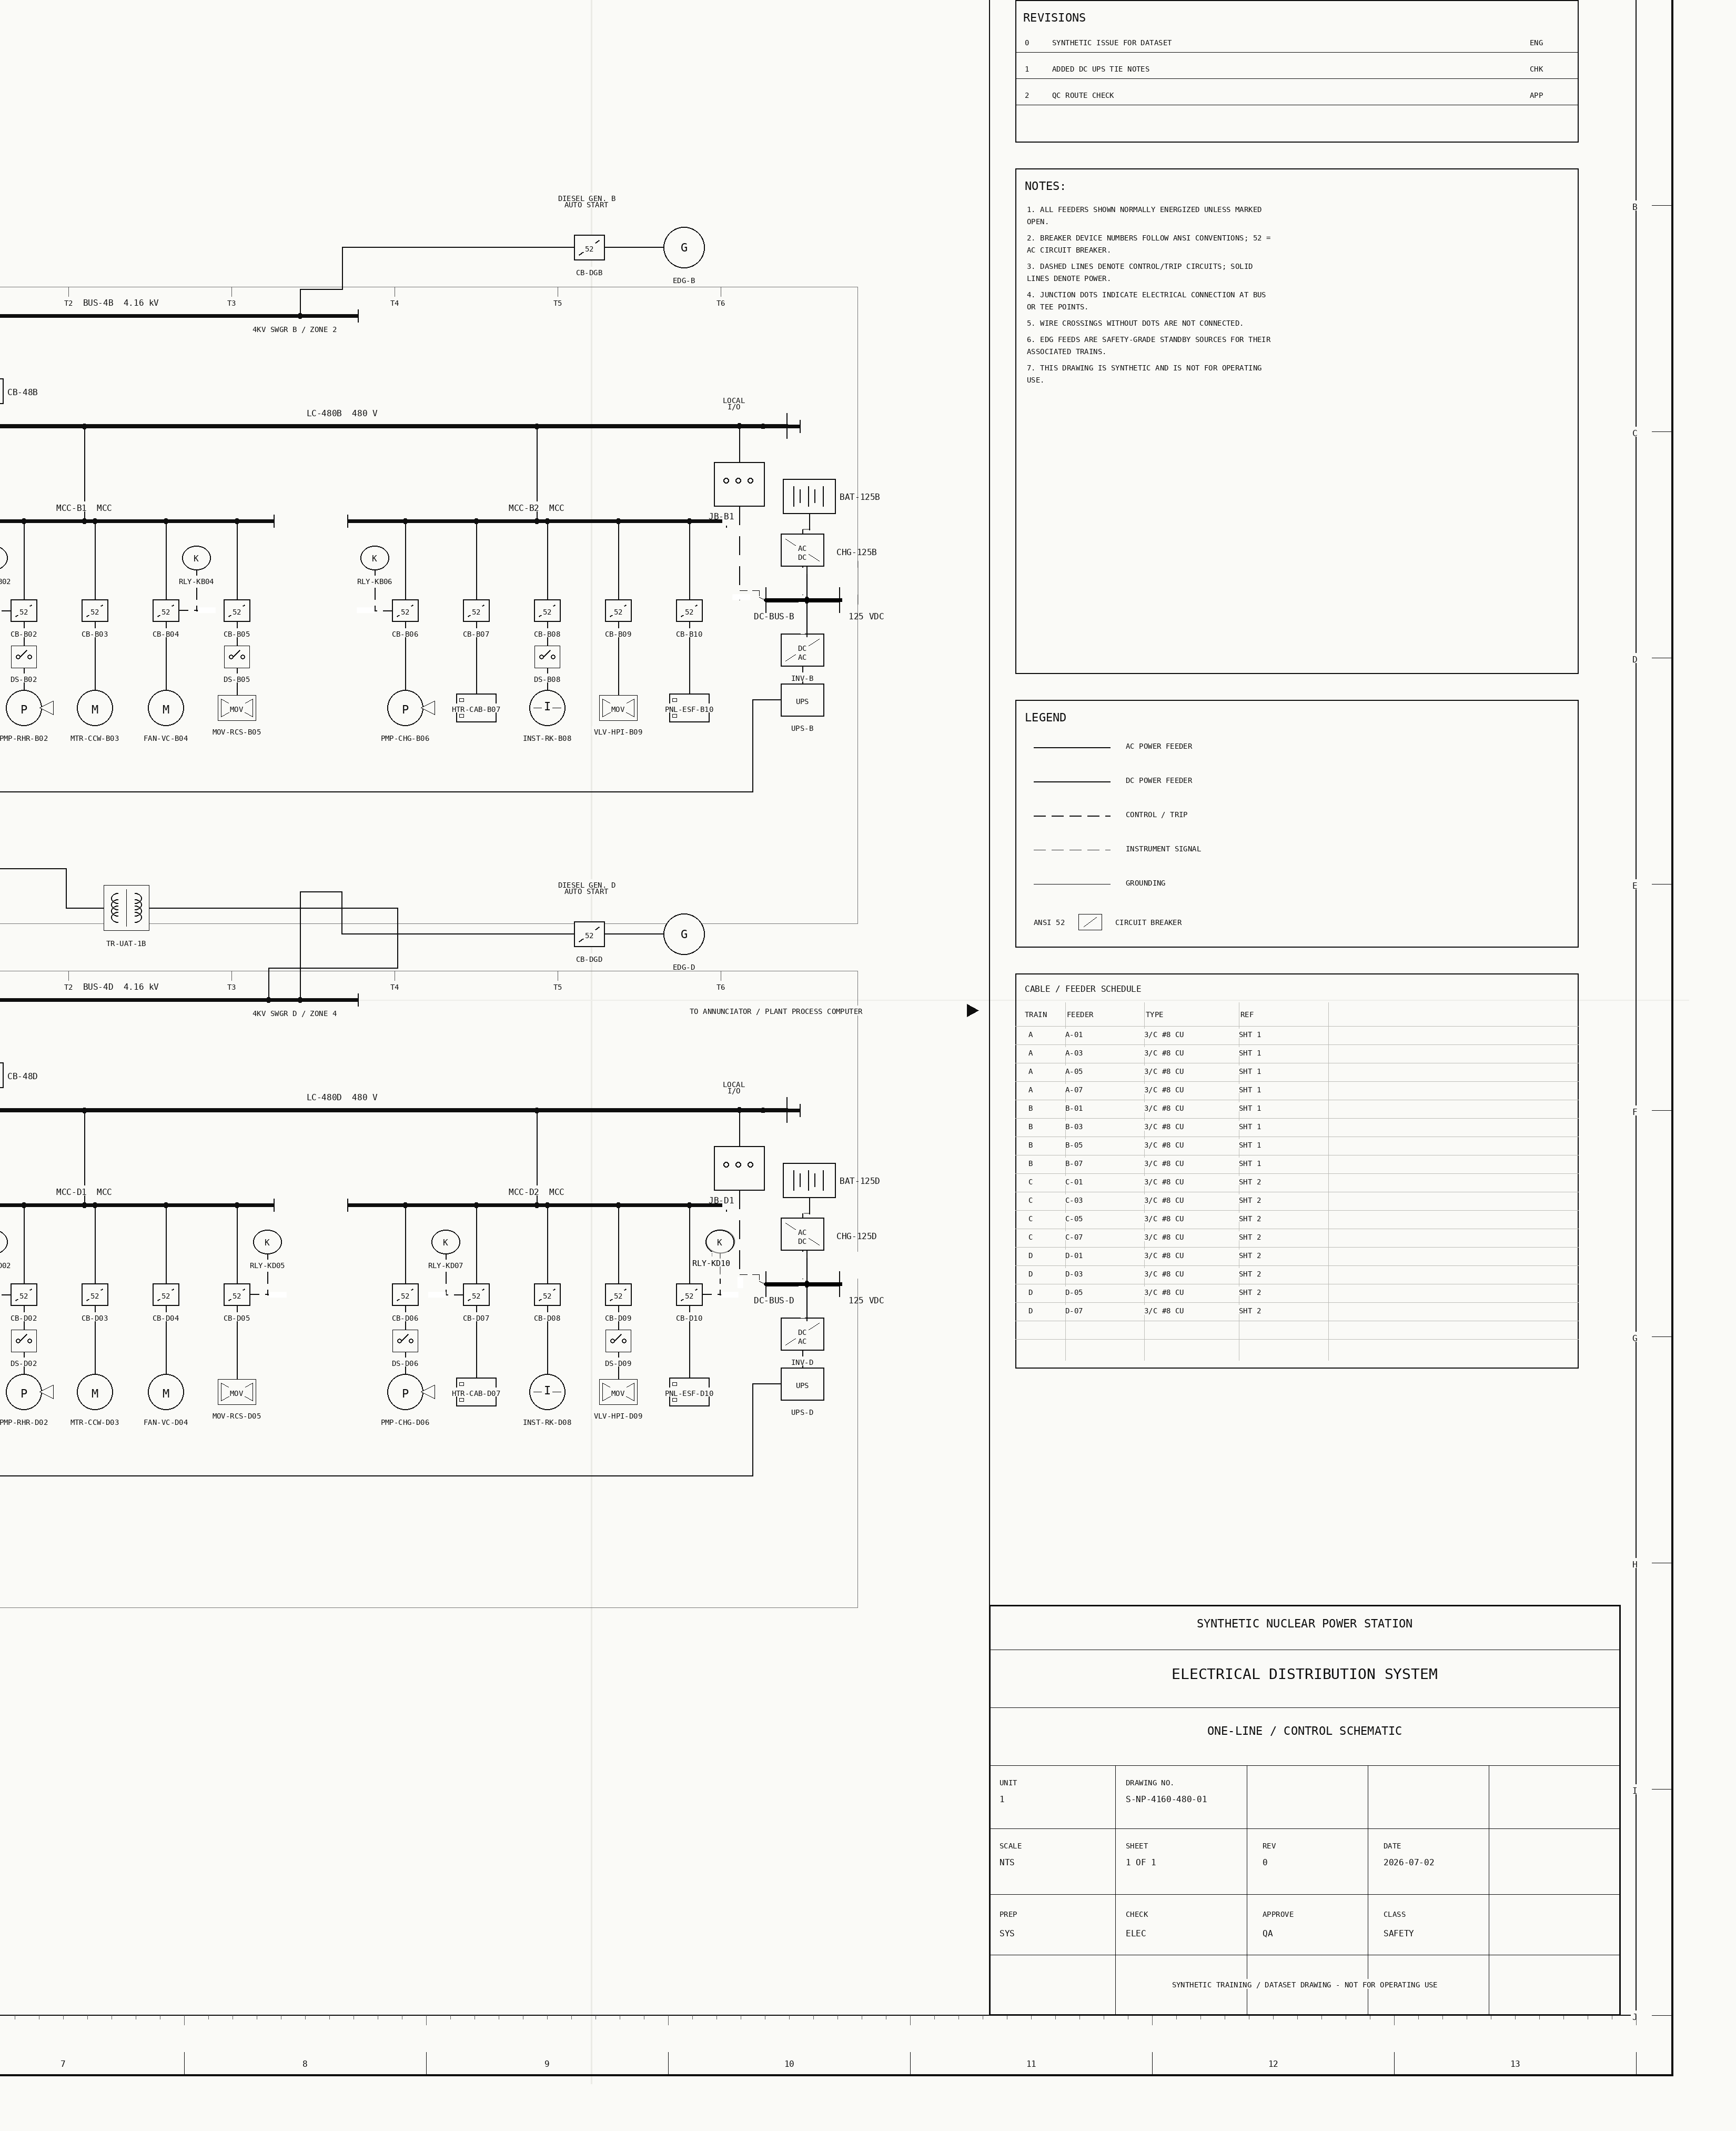 REVISIONS
0 SYNTHETIC ISSUE FOR DATASET ENG
1 ADDED DC UPS TIE NOTES CHK
2 QC ROUTE CHECK APP
NOTES:
1. ALL FEEDERS SHOWN NORMALLY ENERGIZED UNLESS MARKED
OPEN.
2. BREAKER DEVICE NUMBERS FOLLOW ANSI CONVENTIONS; 52 =
AC CIRCUIT BREAKER.
3. DASHED LINES DENOTE CONTROL/TRIP CIRCUITS; SOLID
LINES DENOTE POWER.
4. JUNCTION DOTS INDICATE ELECTRICAL CONNECTION AT BUS
OR TEE POINTS.
5. WIRE CROSSINGS WITHOUT DOTS ARE NOT CONNECTED.
6. EDG FEEDS ARE SAFETY-GRADE STANDBY SOURCES FOR THEIR
ASSOCIATED TRAINS.
7. THIS DRAWING IS SYNTHETIC AND IS NOT FOR OPERATING
USE.
DIESEL GEN. B
AUTO START
52 G
CB-DGB
EDG-B
T2 BUS-4B 4.16 kV T3 T4 T5 T6
4KV SWGR B / ZONE 2
CB-48B
LOCAL
I/O
LC-480B 480 V
BAT-125B
MCC-B1 MCC MCC-B2 MCC JB-B1
K K AC
DC CHG-125B
B02 RLY-KB04 RLY-KB06
52 52 52 52 52 52 52 52 52
DC-BUS-B 125 VDC
CB-B02 CB-B03 CB-B04 CB-B05 CB-B06 CB-B07 CB-B08 CB-B09 CB-B10
DC
AC
DS-B02 DS-B05 DS-B08 INV-B
P M M MOV P HTR-CAB-B07 I MOV PNL-ESF-B10 UPS
PMP-RHR-B02 MTR-CCW-B03 FAN-VC-B04 MOV-RCS-B05 PMP-CHG-B06 INST-RK-B08 VLV-HPI-B09 UPS-B
TR-UAT-1B
DIESEL GEN. D
AUTO START
52 G
CB-DGD
EDG-D
T2 BUS-4D 4.16 kV T3 T4 T5 T6
4KV SWGR D / ZONE 4
TO ANNUNCIATOR / PLANT PROCESS COMPUTER
CB-48D
LOCAL
I/O
LC-480D 480 V
BAT-125D
MCC-D1 MCC MCC-D2 MCC JB-D1
K K K AC
DC CHG-125D
D02 RLY-KD05 RLY-KD07 RLY-KD10
52 52 52 52 52 52 52 52 52
DC-BUS-D 125 VDC
CB-D02 CB-D03 CB-D04 CB-D05 CB-D06 CB-D07 CB-D08 CB-D09 CB-D10
DC
AC
DS-D02 DS-D06 DS-D09 INV-D
P M M MOV P HTR-CAB-D07 I MOV PNL-ESF-D10 UPS
PMP-RHR-D02 MTR-CCW-D03 FAN-VC-D04 MOV-RCS-D05 PMP-CHG-D06 INST-RK-D08 VLV-HPI-D09 UPS-D
LEGEND
AC POWER FEEDER
DC POWER FEEDER
CONTROL / TRIP
INSTRUMENT SIGNAL
GROUNDING
ANSI 52 CIRCUIT BREAKER
CABLE / FEEDER SCHEDULE
TRAIN FEEDER TYPE REF
A A-01 3/C #8 CU SHT 1
A A-03 3/C #8 CU SHT 1
A A-05 3/C #8 CU SHT 1
A A-07 3/C #8 CU SHT 1
B B-01 3/C #8 CU SHT 1
B B-03 3/C #8 CU SHT 1
B B-05 3/C #8 CU SHT 1
B B-07 3/C #8 CU SHT 1
C C-01 3/C #8 CU SHT 2
C C-03 3/C #8 CU SHT 2
C C-05 3/C #8 CU SHT 2
C C-07 3/C #8 CU SHT 2
D D-01 3/C #8 CU SHT 2
D D-03 3/C #8 CU SHT 2
D D-05 3/C #8 CU SHT 2
D D-07 3/C #8 CU SHT 2
SYNTHETIC NUCLEAR POWER STATION
ELECTRICAL DISTRIBUTION SYSTEM
ONE-LINE / CONTROL SCHEMATIC
UNIT DRAWING NO.
1 S-NP-4160-480-01
SCALE SHEET REV DATE
NTS 1 OF 1 0 2026-07-02
PREP CHECK APPROVE CLASS
SYS ELEC QA SAFETY
SYNTHETIC TRAINING / DATASET DRAWING - NOT FOR OPERATING USE
B
C
D
E
F
G
H
I
J
7 8 9 10 11 12 13